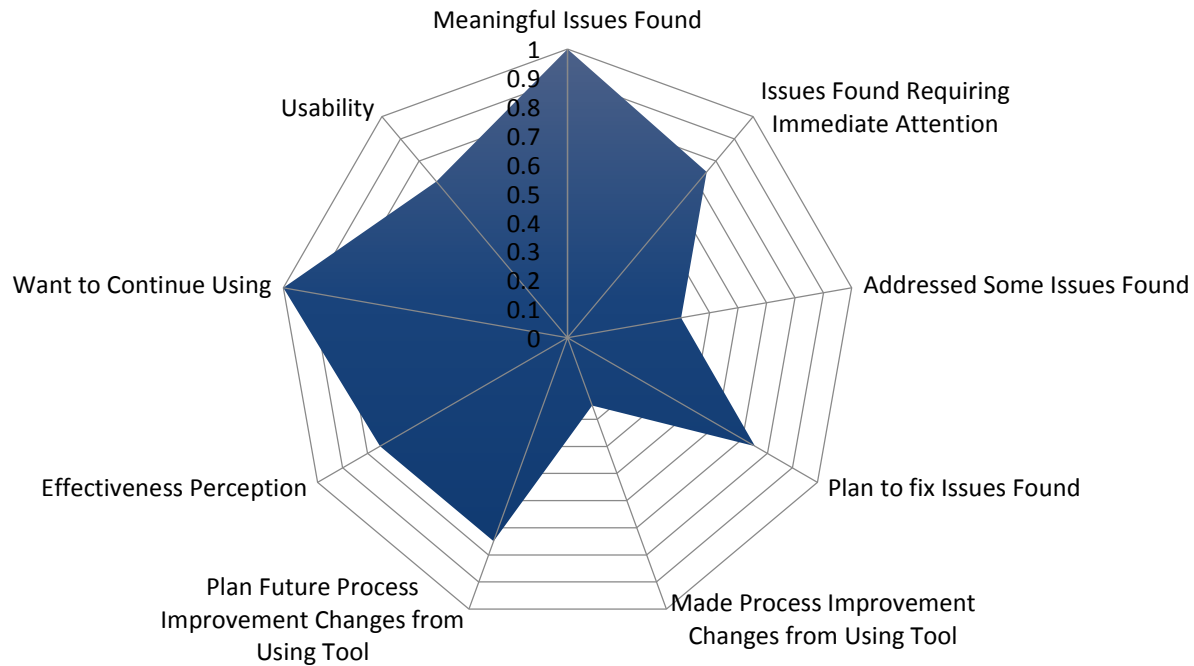 Meaningful Issues Found
Issues Found Requiring
Immediate Attention
Addressed Some Issues Found
Plan to fix Issues Found
Made Process Improvement
Changes from Using Tool
Plan Future Process
Improvement Changes from
Using Tool
Effectiveness Perception
Want to Continue Using
Usability
1
0.9
0.8
0.7
0.6
0.5
0.4
0.3
0.2
0.1
0